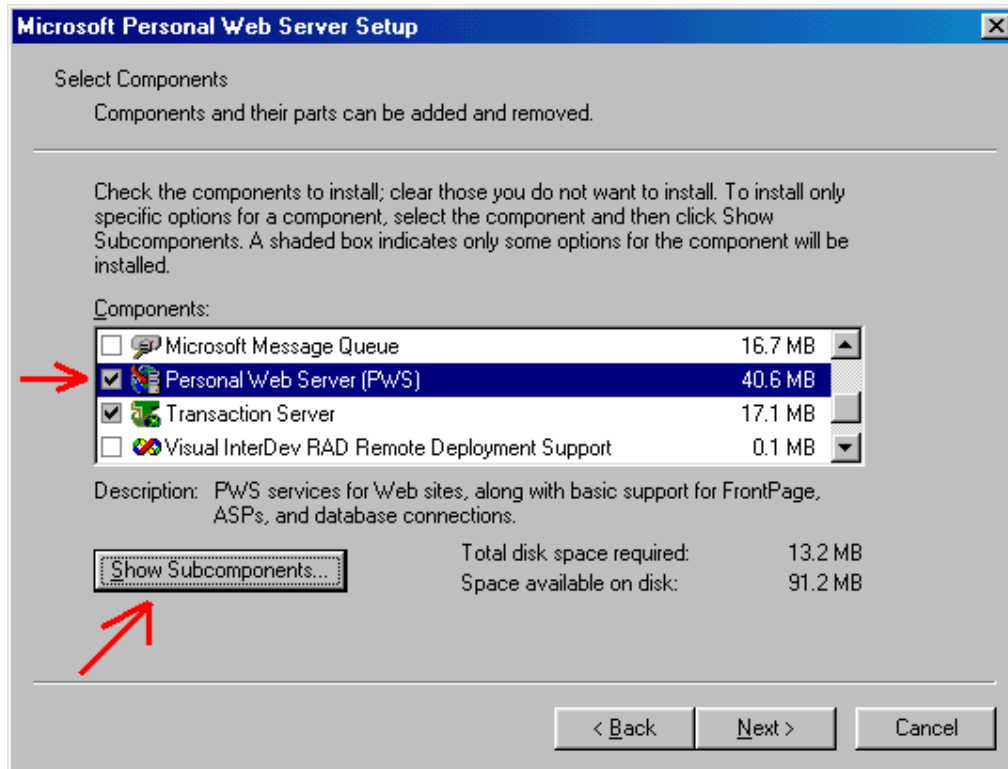 Microsoft Personal Web Server Setup
Select Components
Components and their parts can be added and removed.
Check the components to install; clear those you do not want to install. To install only
specific options for a component, select the component and then click Show
Subcomponents. A shaded box indicates only some options for the component will be
installed.
Components:
Microsoft Message Queue 16.7 MB
Personal Web Server (PWS) 40.6 MB
Transaction Server 17.1 MB
Visual InterDev RAD Remote Deployment Support 0.1 MB
Description: PWS services for Web sites, along with basic support for FrontPage,
ASPs, and database connections.
Show Subcomponents...
Total disk space required: 13.2 MB
Space available on disk: 91.2 MB
< Back Next > Cancel